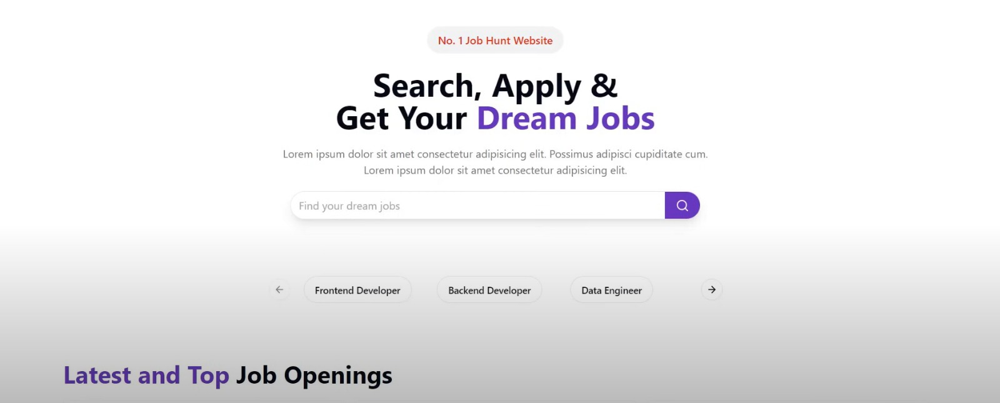 No. 1 Job Hunt Website
Search, Apply &
Get Your Dream Jobs
Lorem ipsum dolor sit amet consectetur adipisicing elit. Possimus adipisci cupiditate cum.
Lorem ipsum dolor sit amet consectetur adipisicing elit.
Find your dream jobs
Frontend Developer
Backend Developer
Data Engineer
Latest and Top Job Openings